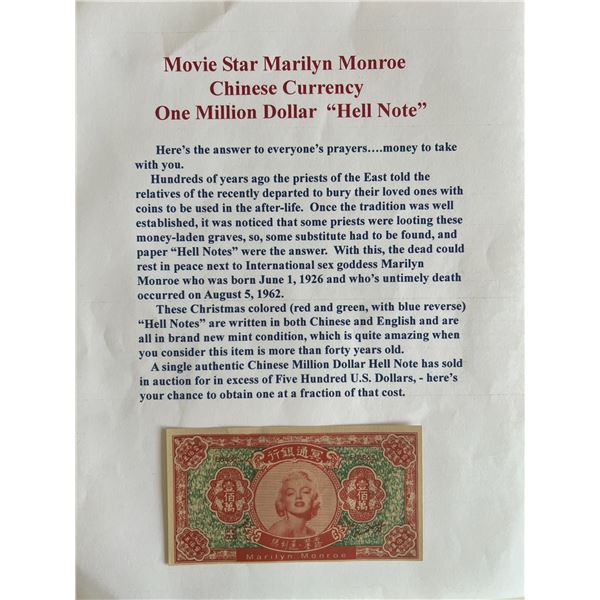 Movie Star Marilyn Monroe
Chinese Currency
One Million Dollar “Hell Note”
Here’s the answer to everyone’s prayers….money to take
with you.
Hundreds of years ago the priests of the East told the
relatives of the recently departed to bury their loved ones with
coins to be used in the after-life. Once the tradition was well
established, it was noticed that some priests were looting these
money-laden graves, so, some substitute had to be found, and
paper “Hell Notes” were the answer. With this, the dead could
rest in peace next to International sex goddess Marilyn
Monroe who was born June 1, 1926 and who’s untimely death
occurred on August 5, 1962.
These Christmas colored (red and green, with blue reverse)
“Hell Notes” are written in both Chinese and English and are
all in brand new mint condition, which is quite amazing when
you consider this item is more than forty years old.
A single authentic Chinese Million Dollar Hell Note has sold
in auction for in excess of Five Hundred U.S. Dollars, - here’s
your chance to obtain one at a fraction of that cost.
行銀通萬
壹佰萬
壹佰萬
Marilyn Monroe